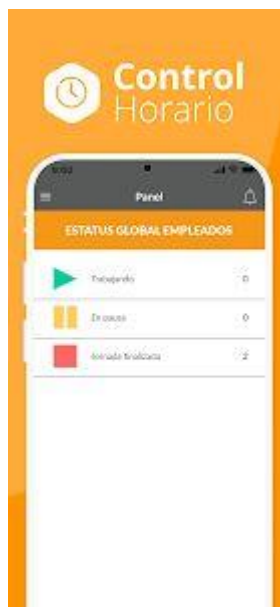 Control
Horario
Panel
ESTATUS GLOBAL EMPLEADOS
Trabajando 0
En pausa 0
Jornada finalizada 2